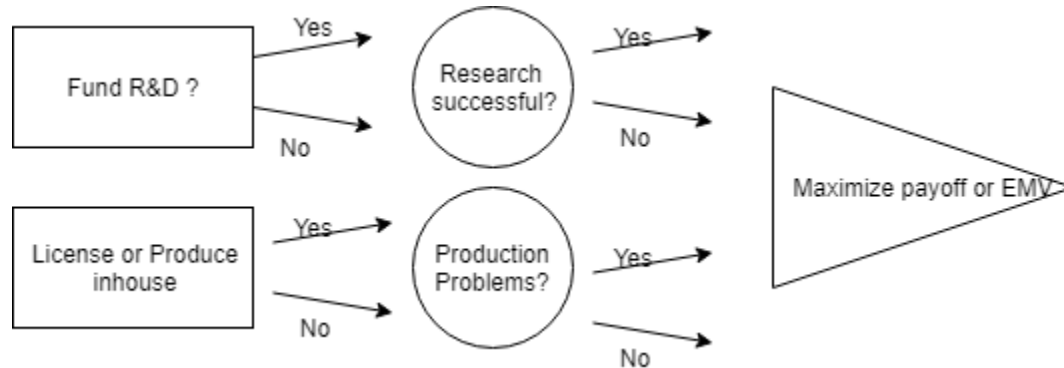 Fund R&D ?
Yes
No
Research
successful?
Yes
No
License or Produce
inhouse
Yes
No
Production
Problems?
Yes
No
Maximize payoff or EMV